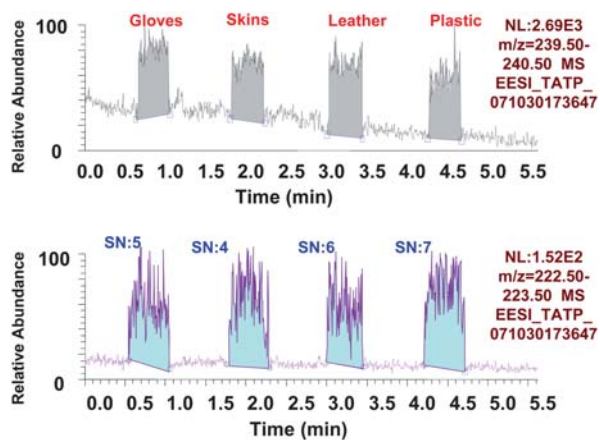 Gloves Skins Leather Plastic
NL:2.69E3
m/z=239.50-
240.50 MS
EESI_TATP_
071030173647
Relative Abundance
100
0
0.0 0.5 1.0 1.5 2.0 2.5 3.0 3.5 4.0 4.5 5.0 5.5
Time (min)
SN:5 SN:4 SN:6 SN:7
NL:1.52E2
m/z=222.50-
223.50 MS
EESI_TATP_
071030173647
Relative Abundance
100
0
0.0 0.5 1.0 1.5 2.0 2.5 3.0 3.5 4.0 4.5 5.0 5.5
Time (min)